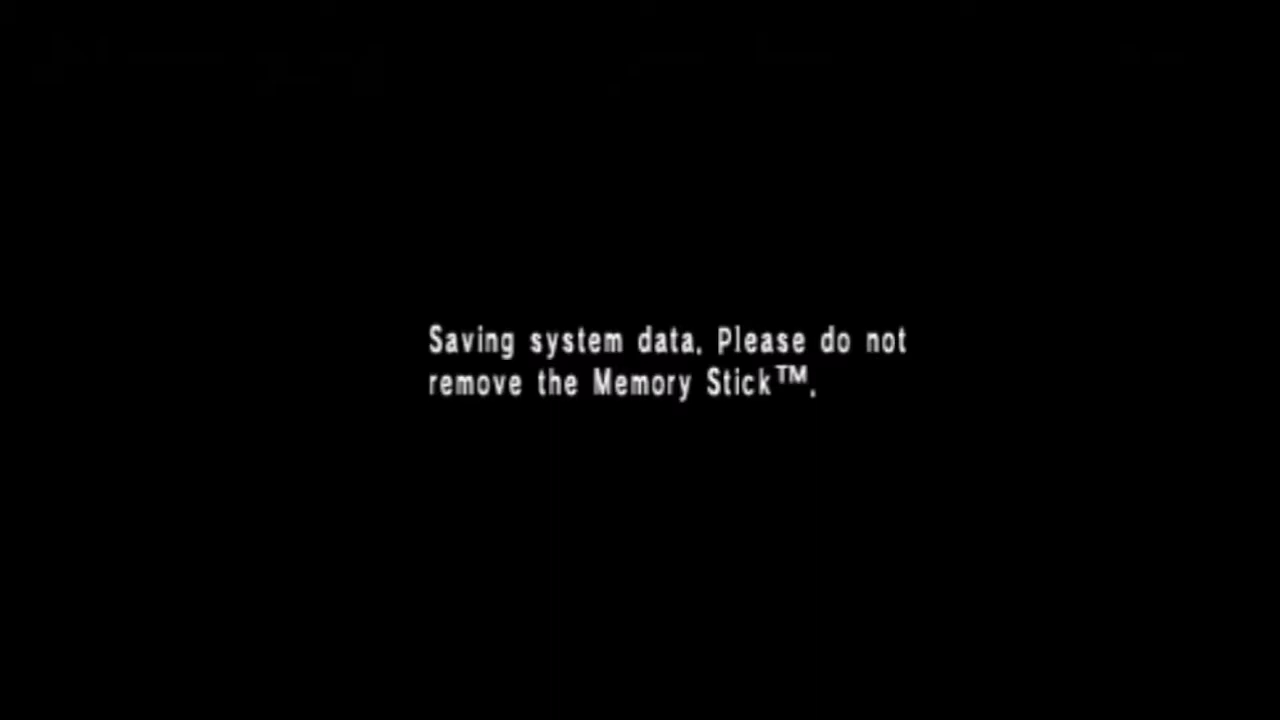 Saving system data. Please do not
remove the Memory Stick™.